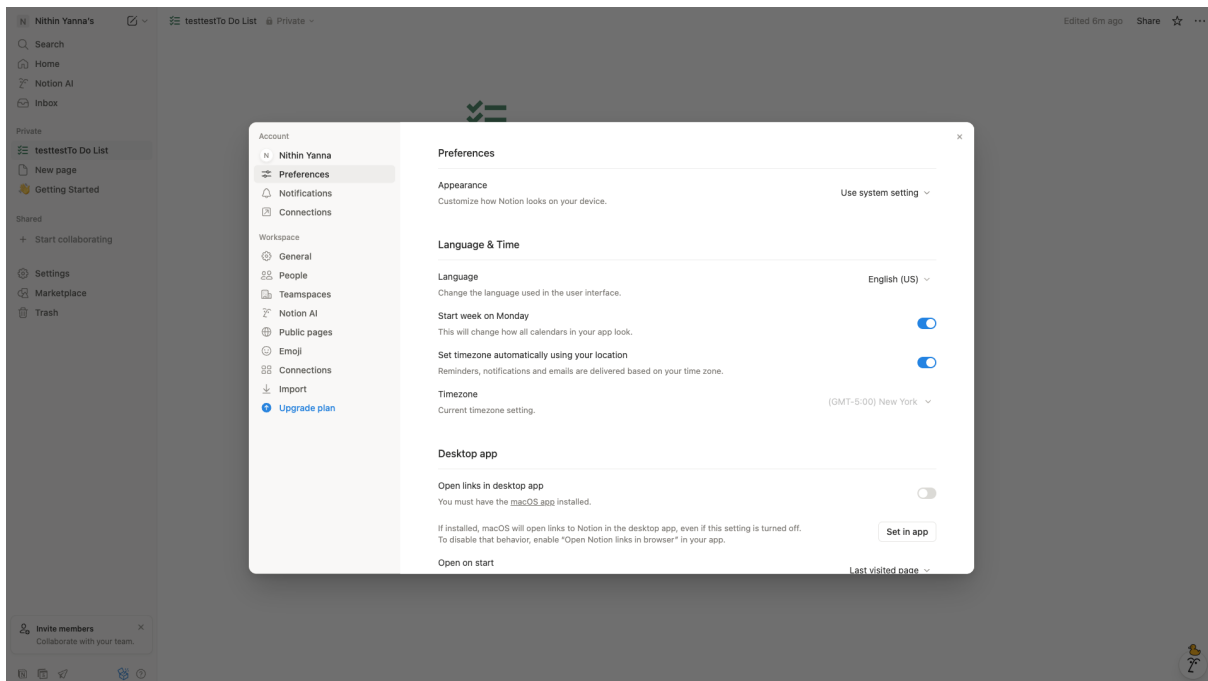 N Nithin Yanna's
Search
Home
Notion AI
Inbox
Private
testtestTo Do List
New page
Getting Started
Shared
+ Start collaborating
Settings
Marketplace
Trash
Invite members
Collaborate with your team.
testtestTo Do List Private
Edited 6m ago Share
Account
N Nithin Yanna
Preferences
Notifications
Connections
Workspace
General
People
Teamspaces
Notion AI
Public pages
Emoji
Connections
Import
Upgrade plan
Preferences
Appearance
Customize how Notion looks on your device.
Use system setting
Language & Time
Language
Change the language used in the user interface.
English (US)
Start week on Monday
This will change how all calendars in your app look.
Set timezone automatically using your location
Reminders, notifications and emails are delivered based on your time zone.
Timezone
Current timezone setting.
(GMT-5:00) New York
Desktop app
Open links in desktop app
You must have the macOS app installed.
If installed, macOS will open links to Notion in the desktop app, even if this setting is turned off.
To disable that behavior, enable “Open Notion links in browser” in your app.
Set in app
Open on start
Last visited page